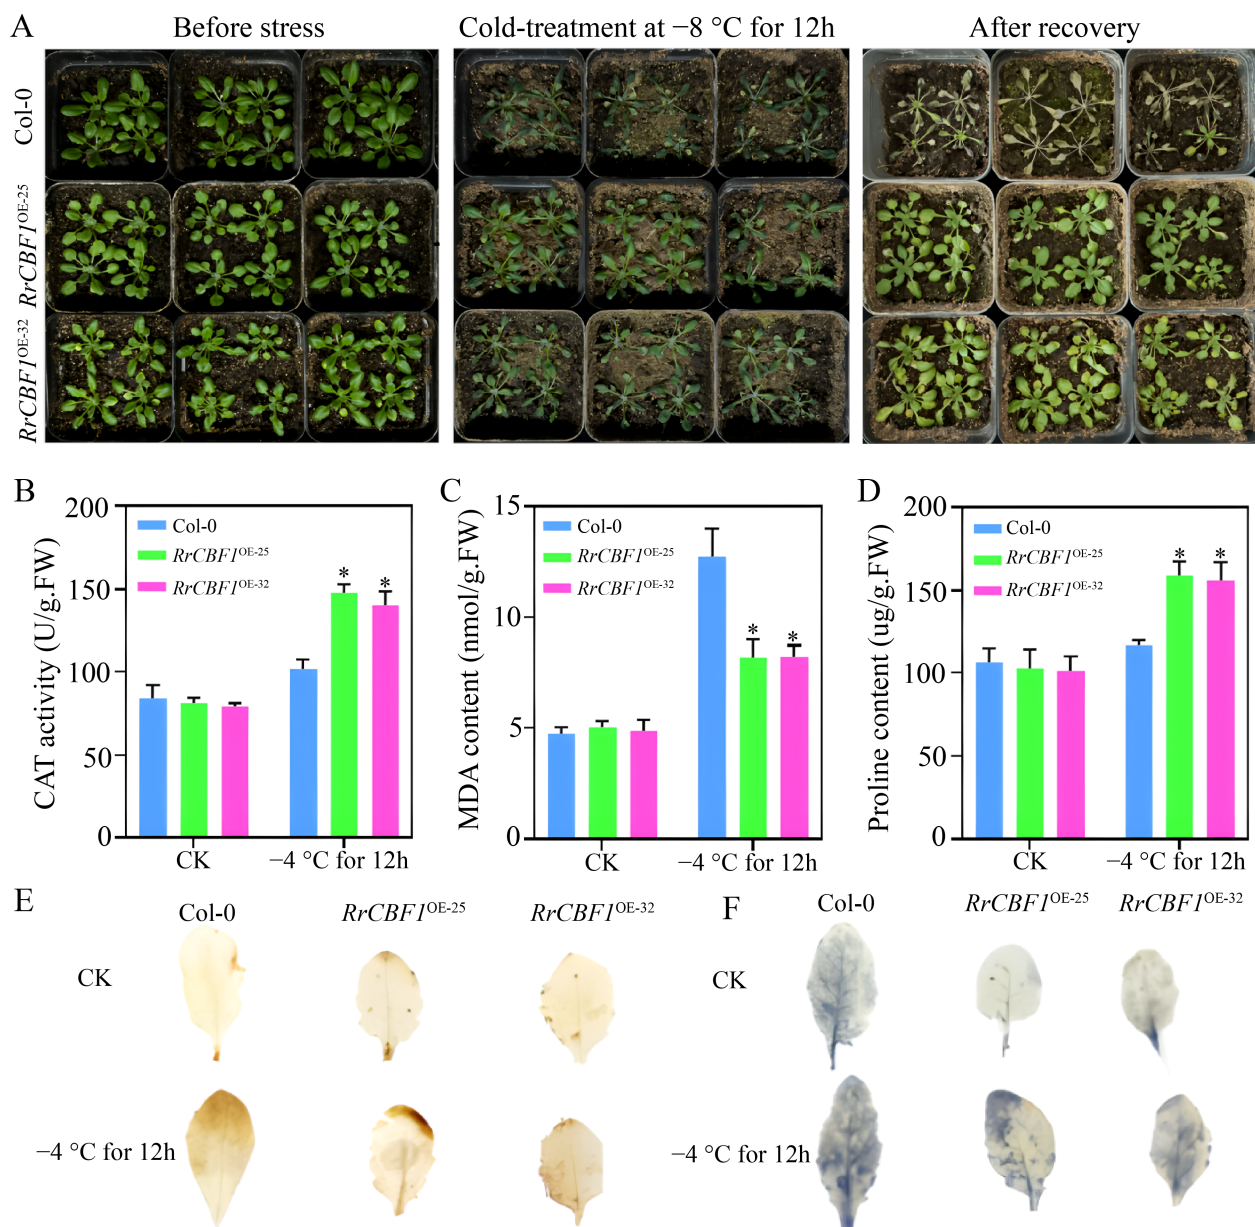 A
Before stress
Cold-treatment at −8 °C for 12h
After recovery
Col-0
RrCBF1OE-25
RrCBF1OE-32
B
200
150
100
50
0
CAT activity (U/g.FW)
Col-0
RrCBF1OE-25
RrCBF1OE-32
*
*
CK
−4 °C for 12h
C
15
10
5
0
MDA content (nmol/g.FW)
Col-0
RrCBF1OE-25
RrCBF1OE-32
*
*
CK
−4 °C for 12h
D
200
150
100
50
0
Proline content (ug/g.FW)
Col-0
RrCBF1OE-25
RrCBF1OE-32
*
*
CK
−4 °C for 12h
E
Col-0
RrCBF1OE-25
RrCBF1OE-32
CK
−4 °C for 12h
F
Col-0
RrCBF1OE-25
RrCBF1OE-32
CK
−4 °C for 12h